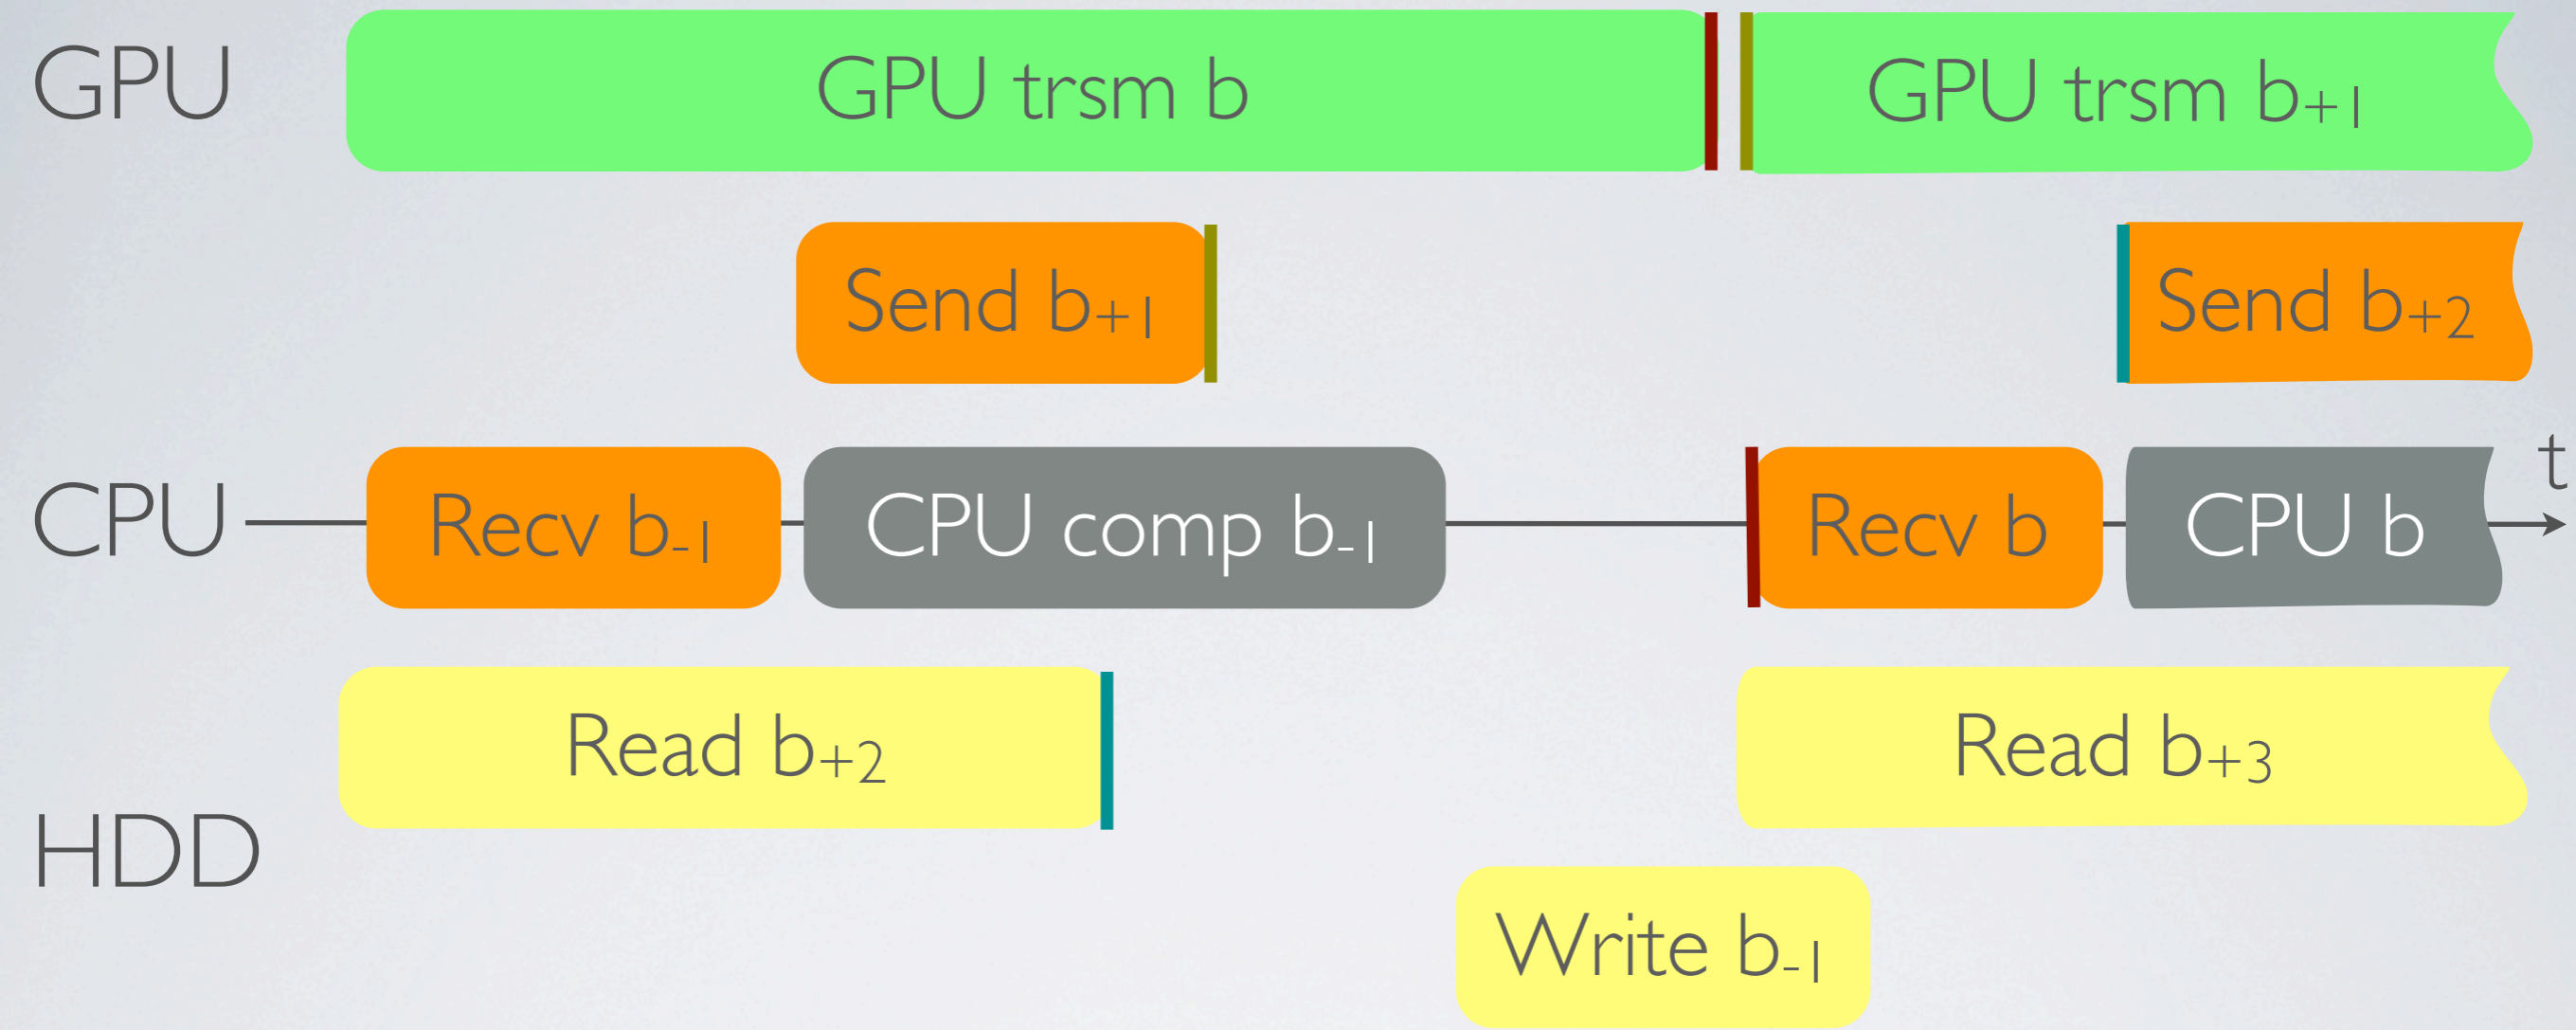 GPU
GPU trsm b
GPU trsm b+1
Send b+1
Send b+2
CPU
Recv b-1
CPU comp b-1
Recv b
CPU b
t
Read b+2
Read b+3
HDD
Write b-1